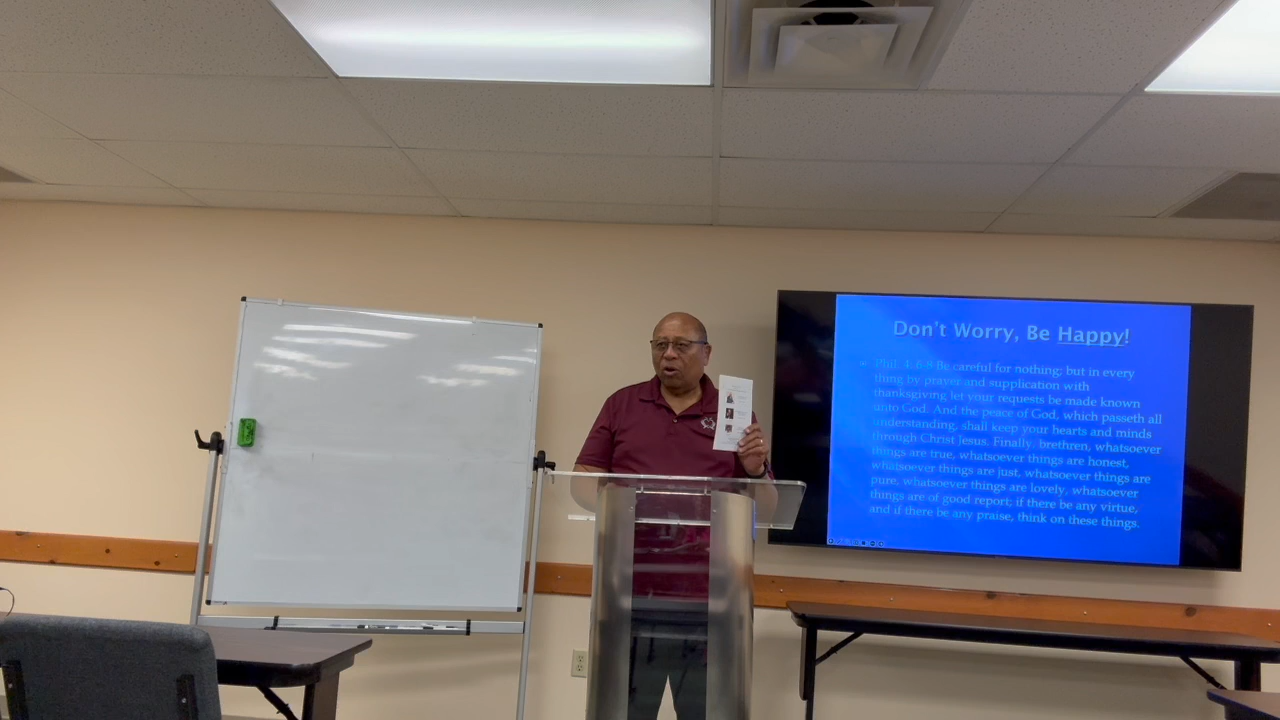 Don't Worry, Be Happy!
Phil. 4: 6-8 Be careful for nothing; but in every
thing by prayer and supplication with
thanksgiving let your requests be made known
unto God. And the peace of God, which passeth all
understanding, shall keep your hearts and minds
through Christ Jesus. Finally, brethren, whatsoever
things are true, whatsoever things are honest,
whatsoever things are just, whatsoever things are
pure, whatsoever things are lovely, whatsoever
things are of good report; if there be any virtue,
and if there be any praise, think on these things.